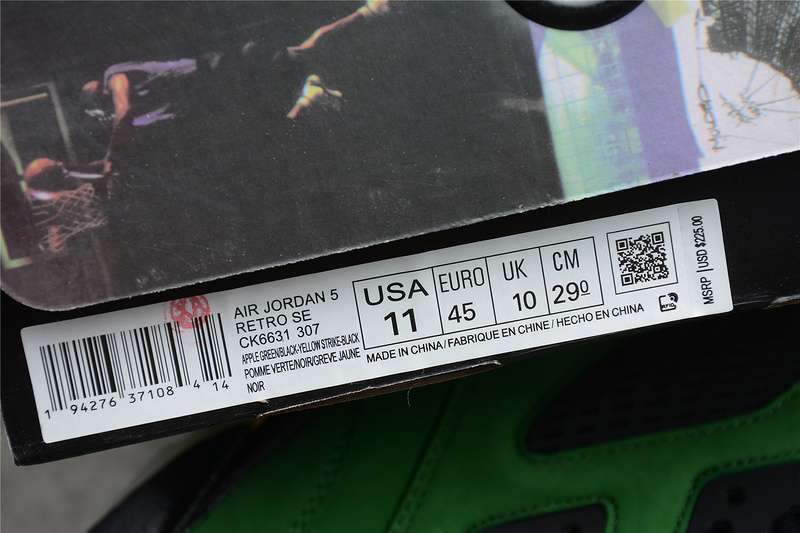 AIR JORDAN 5
RETRO SE
CK6631 307
APPLE GREEN/BLACK-YELLOW STRIKE-BLACK
POMME VERTE/NOIR/GREVE JAUNE
NOIR
1 94276 37108 4 14
USA
11
EURO
45
UK
10
CM
290
MADE IN CHINA/FABRIQUE EN CHINE/HECHO EN CHINA
MSRP | USD $225.00